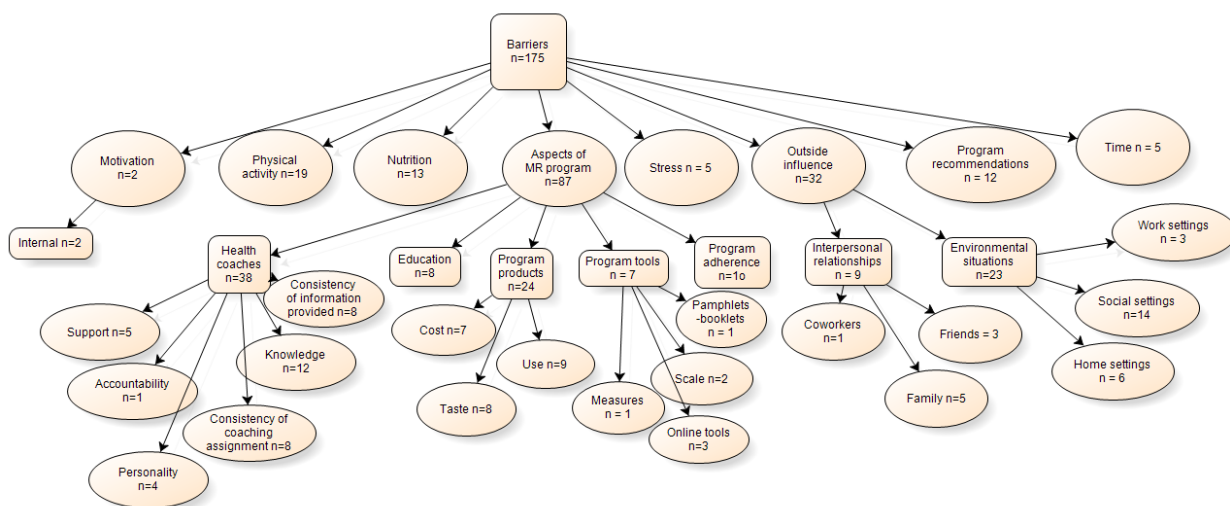 Barriers
n=175
Motivation
n=2
Physical
activity n=19
Nutrition
n=13
Aspects of
MR program
n=87
Stress n = 5
Outside
influence
n=32
Program
recommendations
n = 12
Time n = 5
Internal n=2
Health
coaches
n=38
Education
n=8
Program
products
n=24
Program tools
n = 7
Program
adherence
n=1o
Interpersonal
relationships
n = 9
Environmental
situations
n=23
Work settings
n = 3
Consistency
of information
provided n=8
Support n=5
Knowledge
n=12
Accountability
n=1
Consistency of
coaching
assignment n=8
Personality
n=4
Cost n=7
Use n=9
Taste n=8
Pamphlets
-booklets
n = 1
Scale n=2
Measures
n = 1
Online tools
n=3
Coworkers
n=1
Friends = 3
Family n=5
Social settings
n=14
Home settings
n = 6